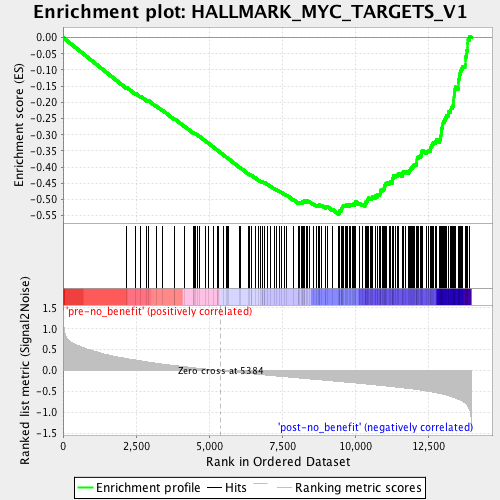 Enrichment plot: HALLMARK_MYC_TARGETS_V1
Enrichment score (ES)
0.00
-0.05
-0.10
-0.15
-0.20
-0.25
-0.30
-0.35
-0.40
-0.45
-0.50
-0.55
Ranked list metric (Signal2Noise)
1.5
1.0
0.5
0.0
-0.5
-1.0
-1.5
'pre-no_benefit' (positively correlated)
Zero cross at 5384
'post-no_benefit' (negatively correlated)
0 2,500 5,000 7,500 10,000 12,500
Rank in Ordered Dataset
Enrichment profile Hits Ranking metric scores